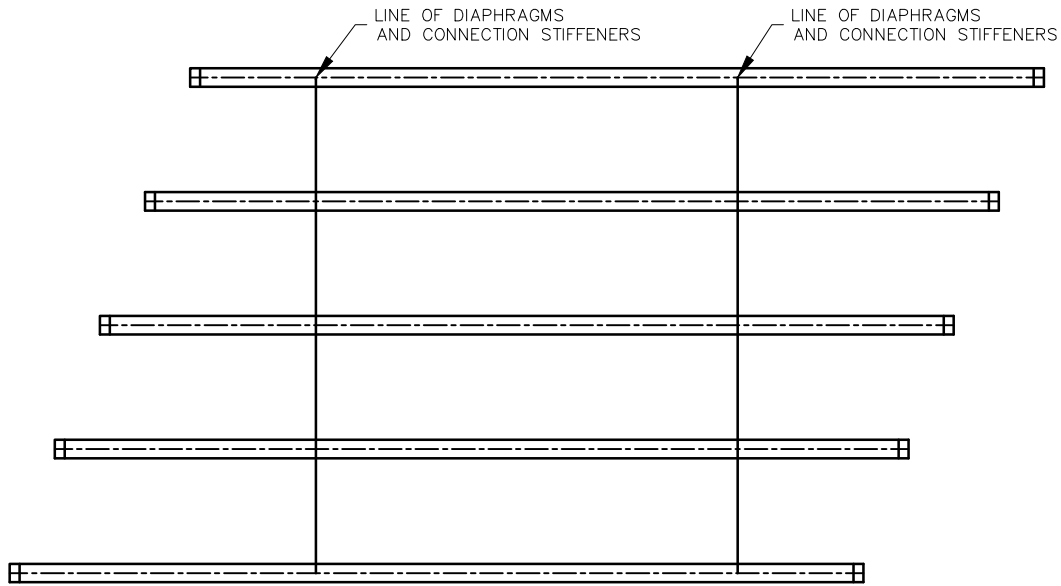 LINE OF DIAPHRAGMS
AND CONNECTION STIFFENERS
LINE OF DIAPHRAGMS
AND CONNECTION STIFFENERS